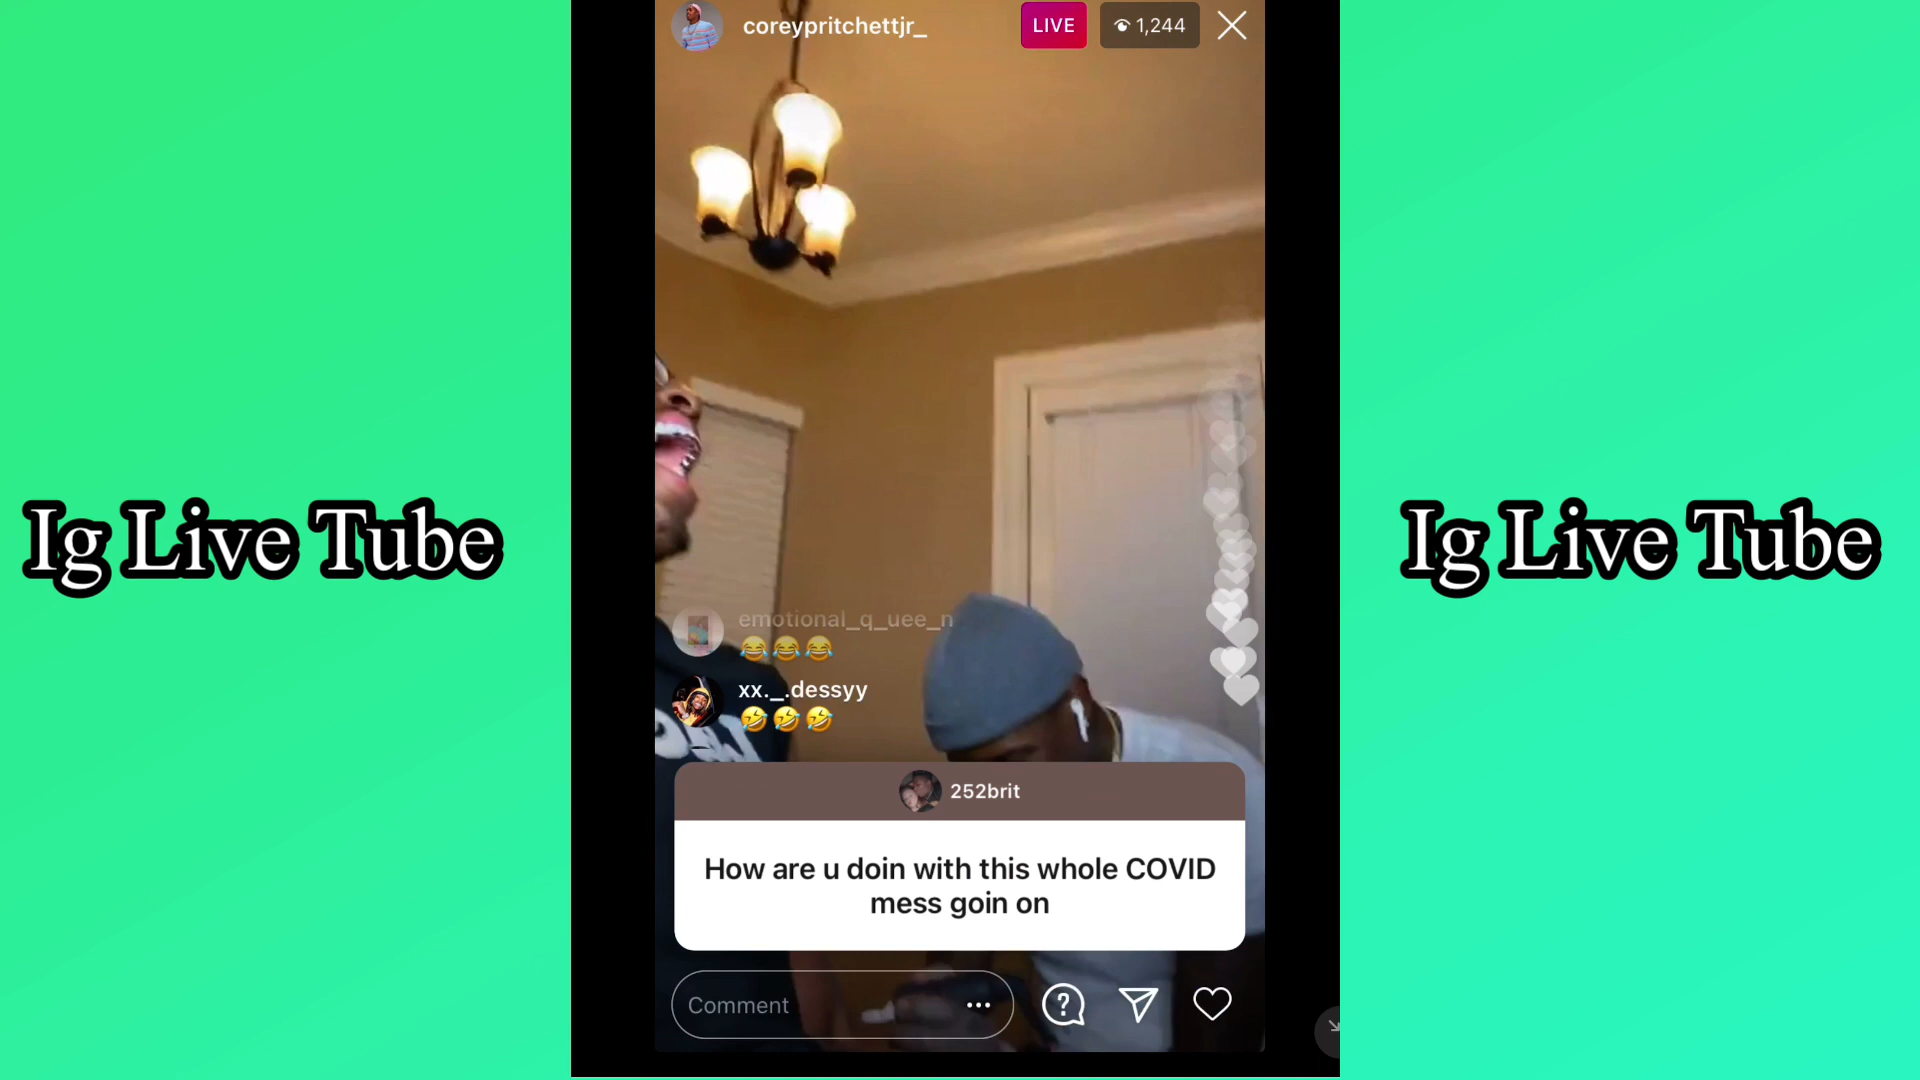 coreypritchettjr_
LIVE
1,244
Ig Live Tube
Ig Live Tube
emotional_q_uee_n
😂😂😂
xx._.dessyy
🤣🤣🤣
252brit
How are u doin with this whole COVID
mess goin on
Comment